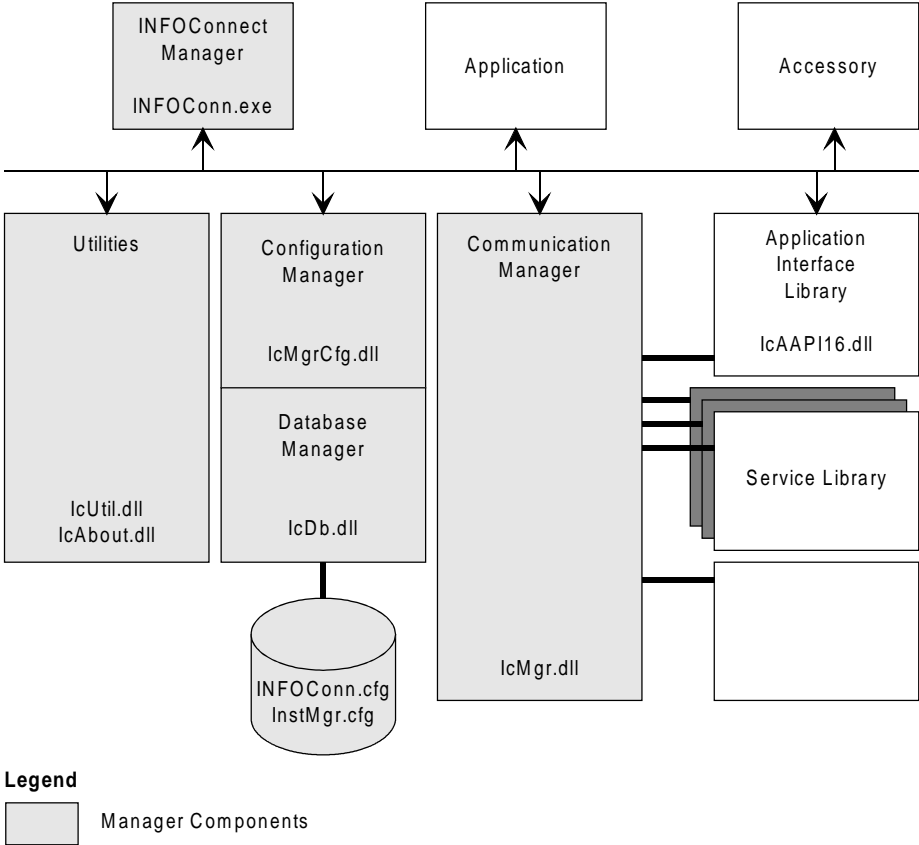 INFOConnect
Manager
INFOConn.exe
Application
Accessory
Utilities
IcUtil.dll
IcAbout.dll
Configuration
Manager
IcMgrCfg.dll
Database
Manager
IcDb.dll
INFOConn.cfg
InstMgr.cfg
Communication
Manager
IcMgr.dll
Application
Interface
Library
IcAAPI16.dll
Service Library
Legend
Manager Components